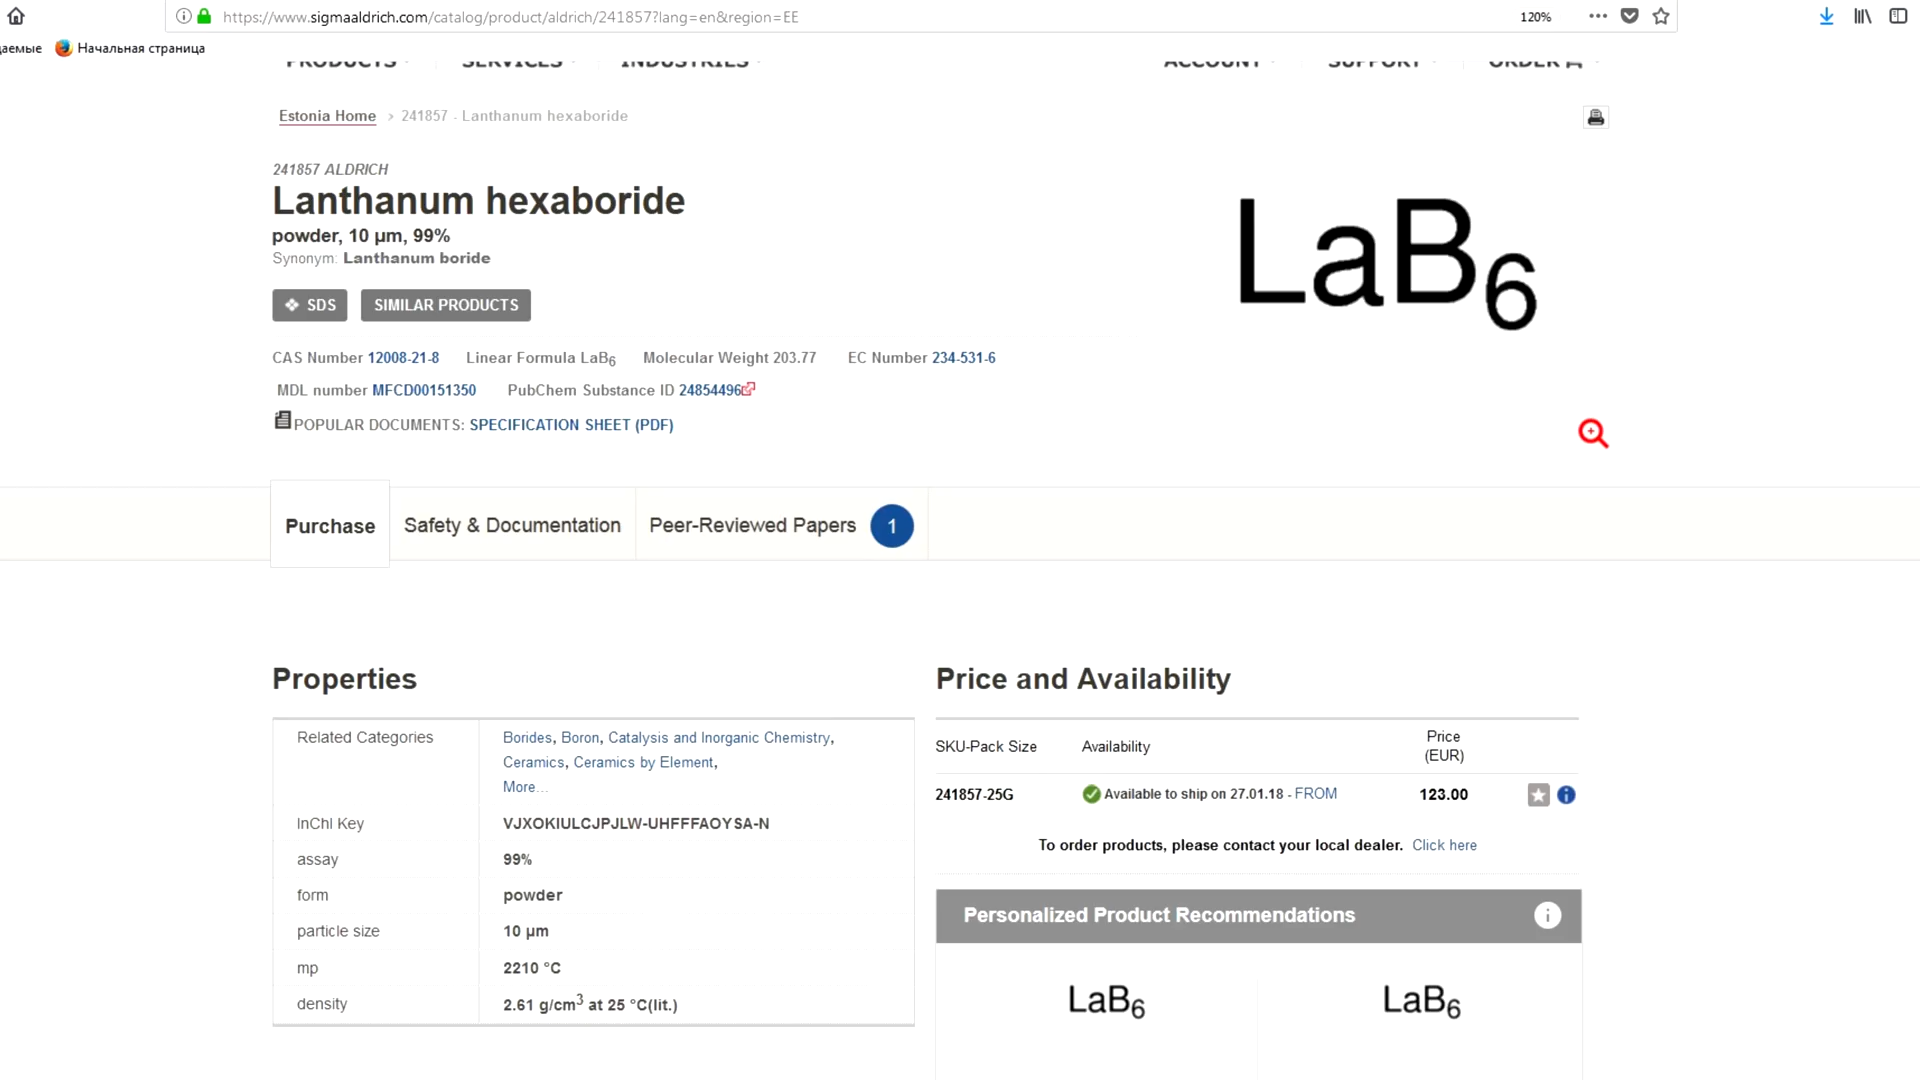 https://www.sigmaaldrich.com/catalog/product/aldrich/241857?lang=en&region=EE
120%
Начальная страница
PRODUCTS SERVICES INDUSTRIES ACCOUNT SUPPORT ORDER
Estonia Home › 241857 - Lanthanum hexaboride
241857 ALDRICH
Lanthanum hexaboride
powder, 10 μm, 99%
Synonym: Lanthanum boride
SDS SIMILAR PRODUCTS
LaB6
CAS Number 12008-21-8 Linear Formula LaB6 Molecular Weight 203.77 EC Number 234-531-6
MDL number MFCD00151350 PubChem Substance ID 24854496
POPULAR DOCUMENTS: SPECIFICATION SHEET (PDF)
Purchase Safety & Documentation Peer-Reviewed Papers 1
Properties
Related Categories Borides, Boron, Catalysis and Inorganic Chemistry,
Ceramics, Ceramics by Element,
More...
InChI Key VJXOKIULCJPJLW-UHFFFAOYSA-N
assay 99%
form powder
particle size 10 μm
mp 2210 °C
density 2.61 g/cm3 at 25 °C(lit.)
Price and Availability
SKU-Pack Size Availability Price
(EUR)
241857-25G Available to ship on 27.01.18 - FROM 123.00
To order products, please contact your local dealer. Click here
Personalized Product Recommendations
LaB6 LaB6